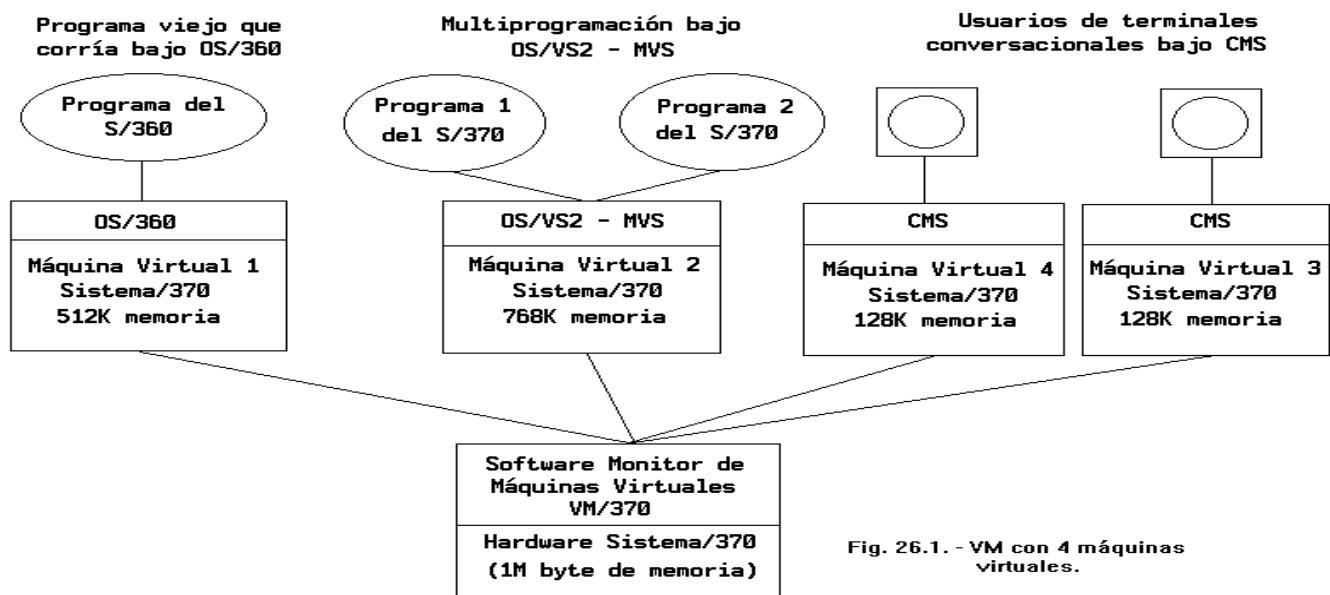 Programa viejo que
corría bajo OS/360
Multiprogramación bajo
OS/VS2 - MVS
Usuarios de terminales
conversacionales bajo CMS
Programa del
S/360
Programa 1
del S/370
Programa 2
del S/370
OS/360
Máquina Virtual 1
Sistema/370
512K memoria
OS/VS2 - MVS
Máquina Virtual 2
Sistema/370
768K memoria
CMS
Máquina Virtual 4
Sistema/370
128K memoria
CMS
Máquina Virtual 3
Sistema/370
128K memoria
Software Monitor de
Máquinas Virtuales
VM/370
Hardware Sistema/370
(1M byte de memoria)
Fig. 26.1. - VM con 4 máquinas
virtuales.